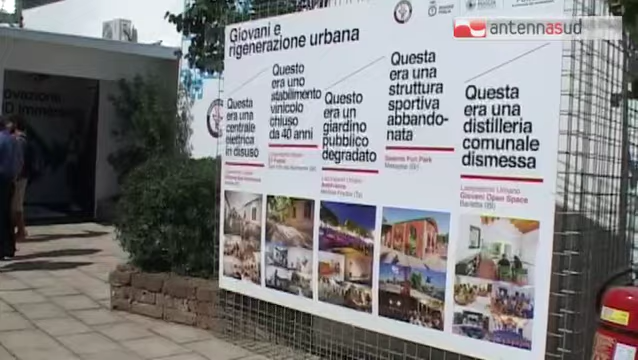 antennasud
Giovani e
rigenerazione urbana
Questa
era una
centrale
elettrica
in disuso
Questo
era uno
stabilimento
vinicolo
chiuso
da 40 anni
Questo
era un
giardino
pubblico
degradato
Questa
era una
struttura
sportiva
abbando-
nata
Questa
era una
distilleria
comunale
dismessa
Laboratorio Urbano
Giovani Open Space
Barletta (Bt)